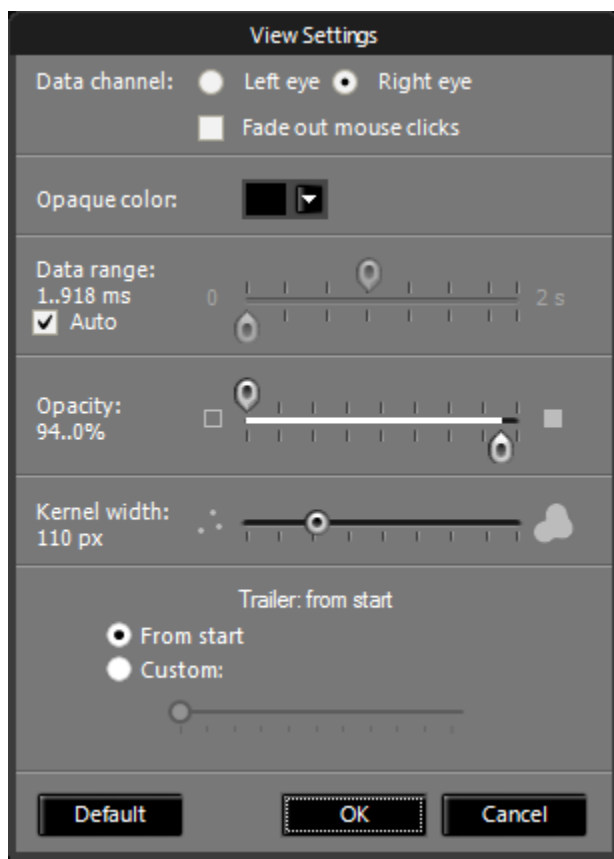 View Settings
Data channel: Left eye Right eye
Fade out mouse clicks
Opaque color:
Data range:
1..918 ms
0 2 s
Auto
Opacity:
94..0%
Kernel width:
110 px
Trailer: from start
From start
Custom:
Default OK Cancel